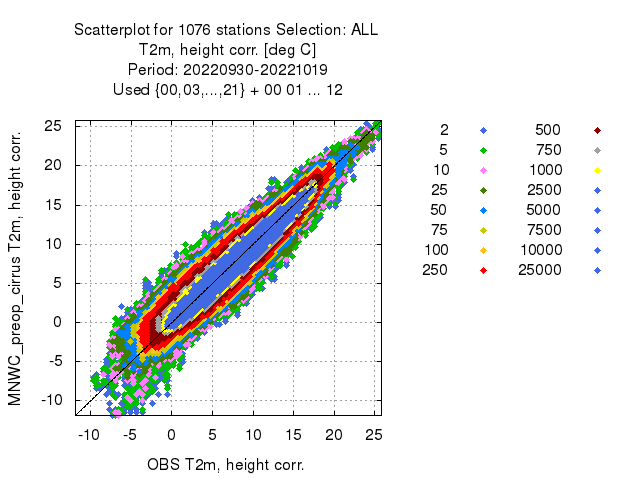 Scatterplot for 1076 stations Selection: ALL
T2m, height corr. [deg C]
Period: 20220930-20221019
Used {00,03,...,21} + 00 01 ... 12
MNWC_preop_cirrus T2m, height corr.
25
20
15
10
5
0
-5
-10
-10 -5 0 5 10 15 20 25
OBS T2m, height corr.
2 500
5 750
10 1000
25 2500
50 5000
75 7500
100 10000
250 25000